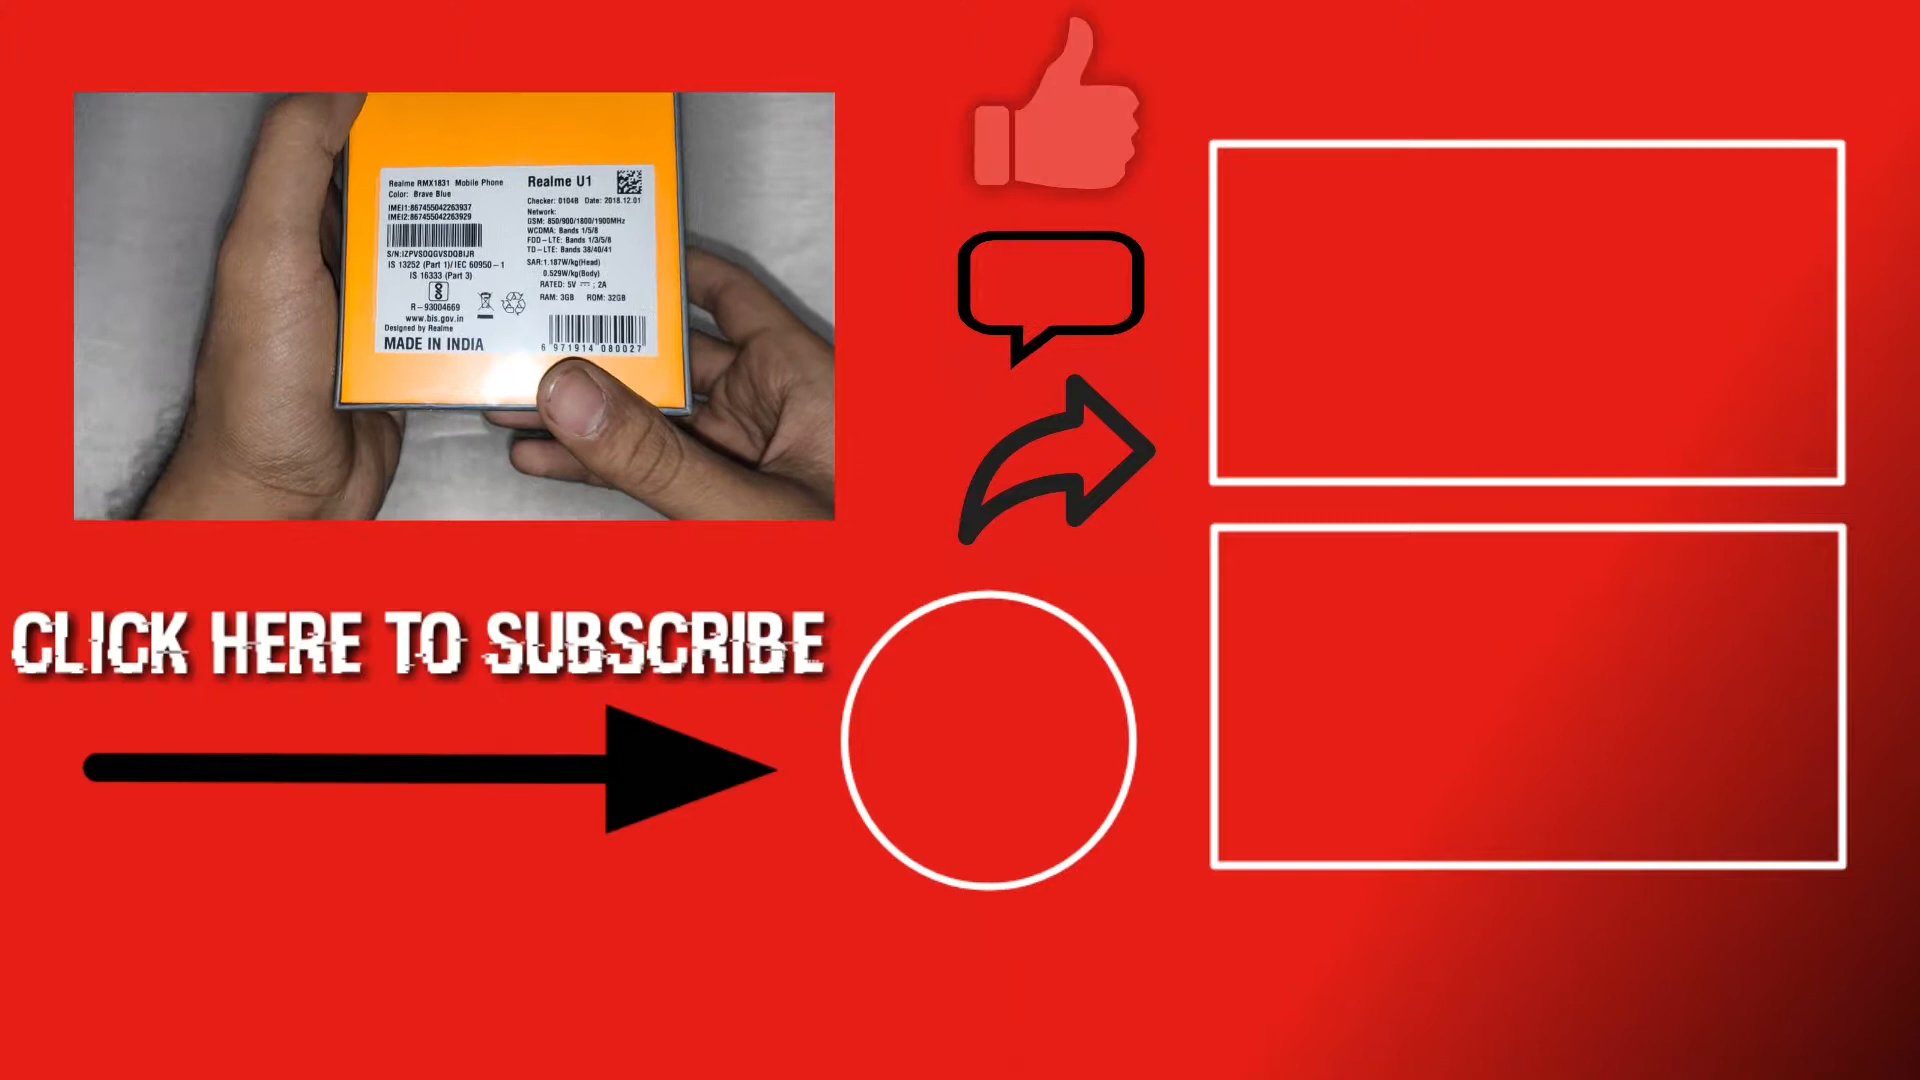 Realme RMX1831 Mobile Phone
Color: Brave Blue
IMEI1:867455042263937
IMEI2:867455042263929
S/N:IZPVSOQGVSDQBIJR
IS 13252 (Part 1)/ IEC 60950-1
IS 16333 (Part 3)
R-93004669
www.bis.gov.in
Designed by Realme
MADE IN INDIA
Realme U1
Checker: 0104B Date: 2018.12.01
Network:
GSM: 850/900/1800/1900MHz
WCDMA: Bands 1/5/8
FDD-LTE: Bands 1/3/5/8
TD-LTE: Bands 38/40/41
SAR:1.187W/kg(Head)
0.529W/kg(Body)
RATED: 5V ⎓ ; 2A
RAM: 3GB ROM: 32GB
6 971914 080027
CLICK HERE TO SUBSCRIBE